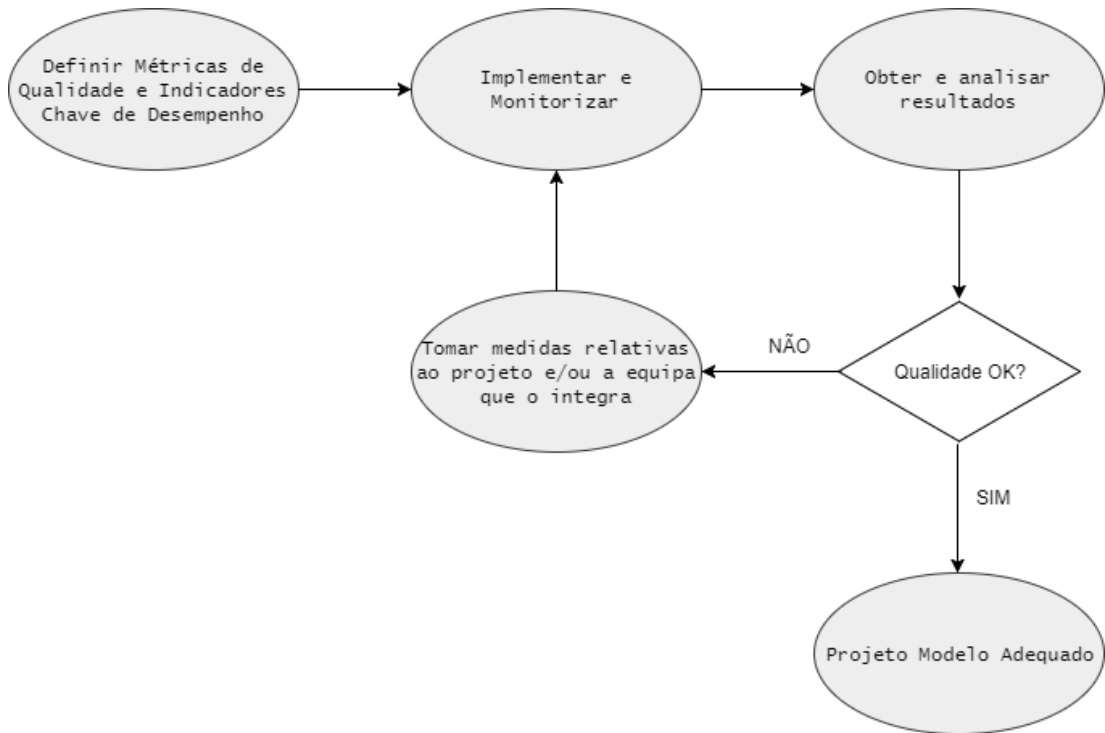 Definir Métricas de
Qualidade e Indicadores
Chave de Desempenho
Implementar e
Monitorizar
Obter e analisar
resultados
Tomar medidas relativas
ao projeto e/ou a equipa
que o integra
NÃO
Qualidade OK?
SIM
Projeto Modelo Adequado